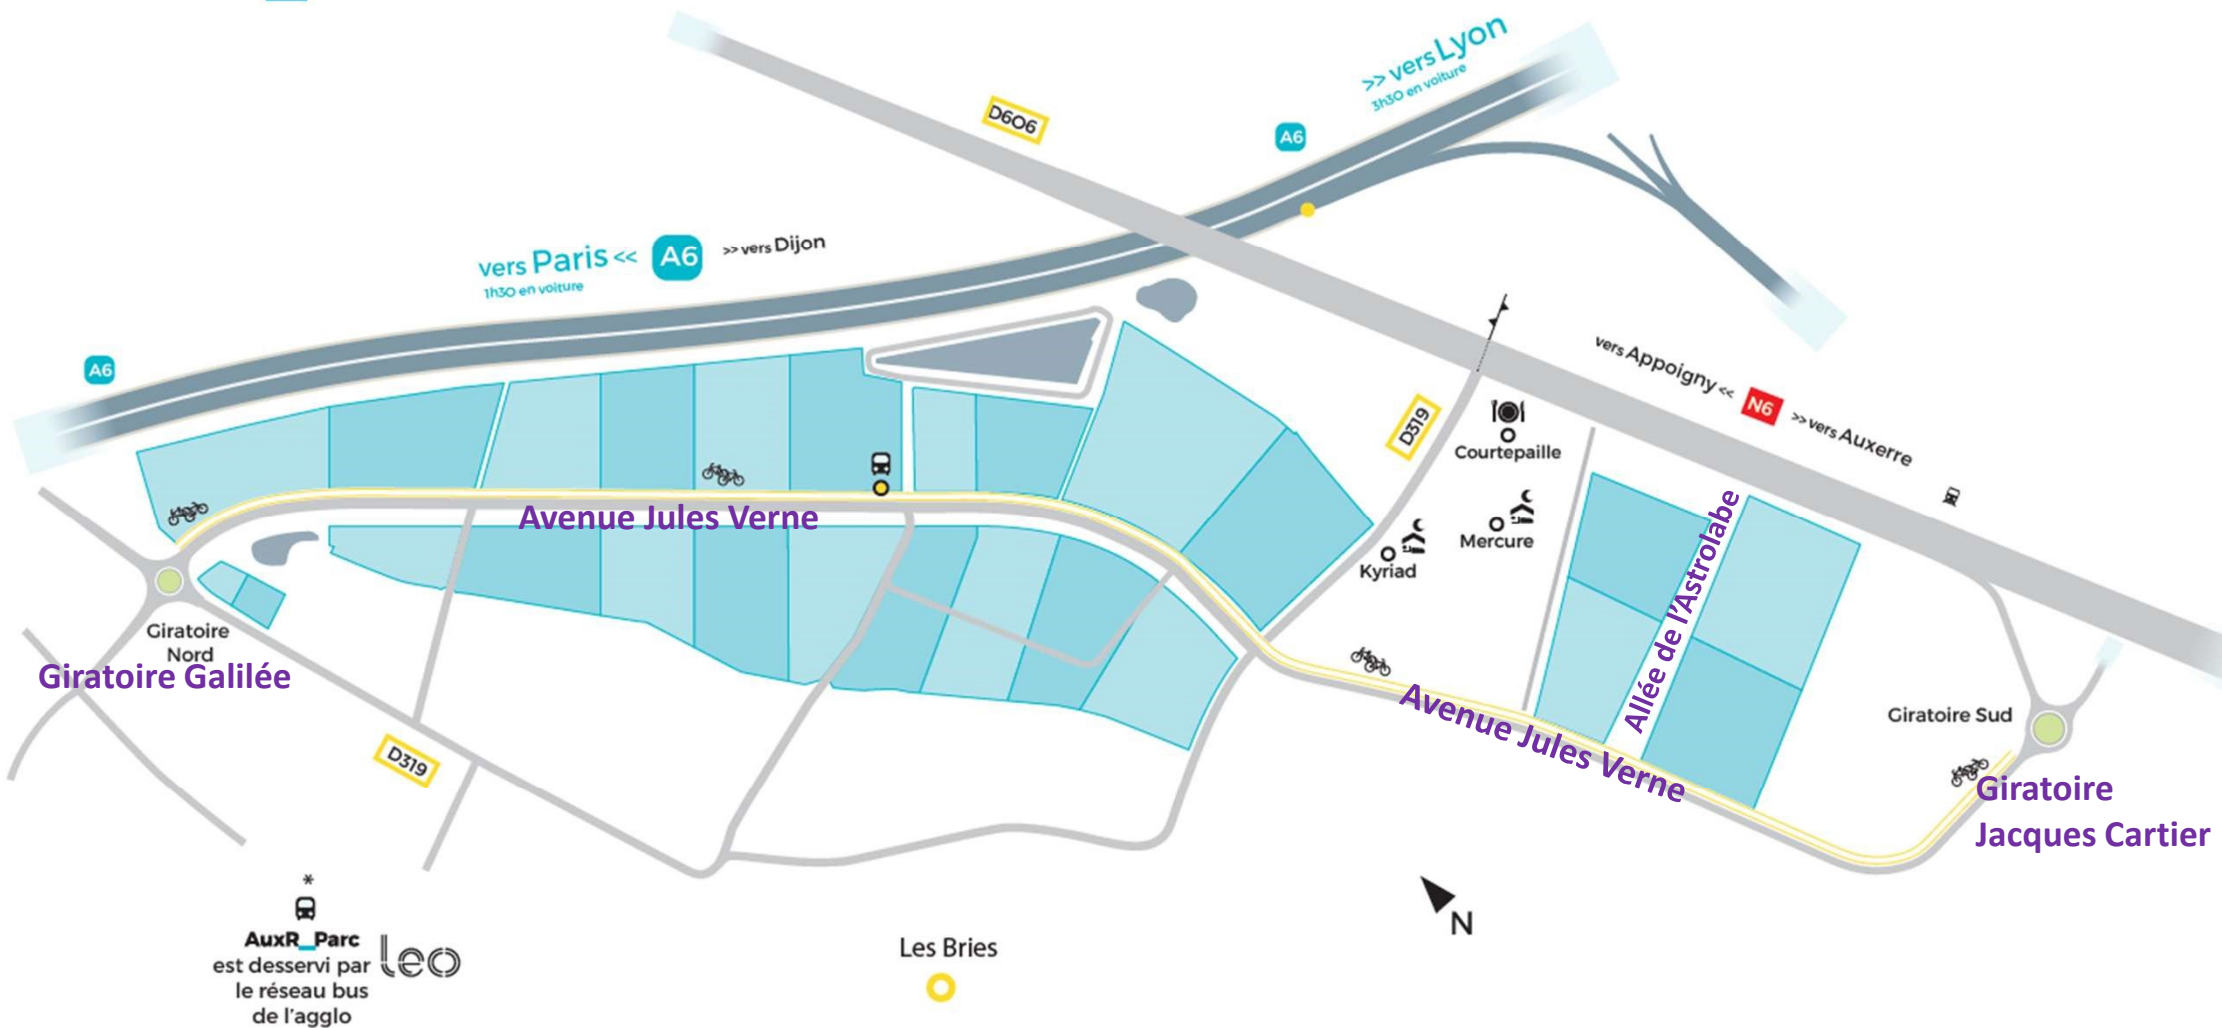 >> vers Lyon
3h30 en voiture
D606
A6
vers Paris << A6 >> vers Dijon
1h30 en voiture
A6
vers Appoigny << N6 >> vers Auxerre
D319
Courtepaille
Mercure
Kyriad
Avenue Jules Verne
Allée de l'Astrolabe
Giratoire
Nord
Giratoire Galilée
Avenue Jules Verne
Giratoire Sud
D319
Giratoire
Jacques Cartier
*
AuxR_Parc
est desservi par leo
le réseau bus
de l'agglo
Les Bries
N